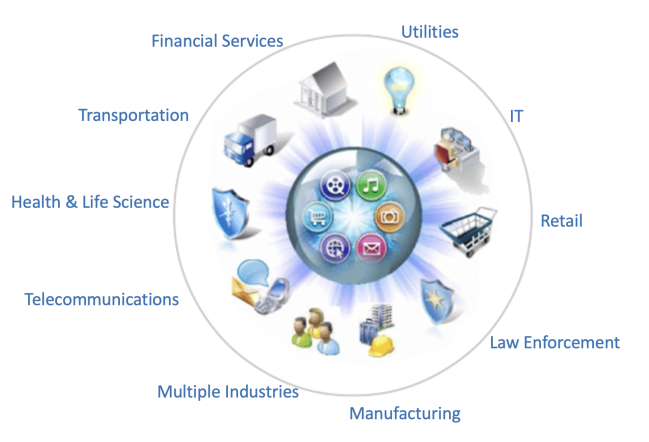 Utilities
Financial Services
Transportation
IT
Health & Life Science
Retail
Telecommunications
Law Enforcement
Multiple Industries
Manufacturing